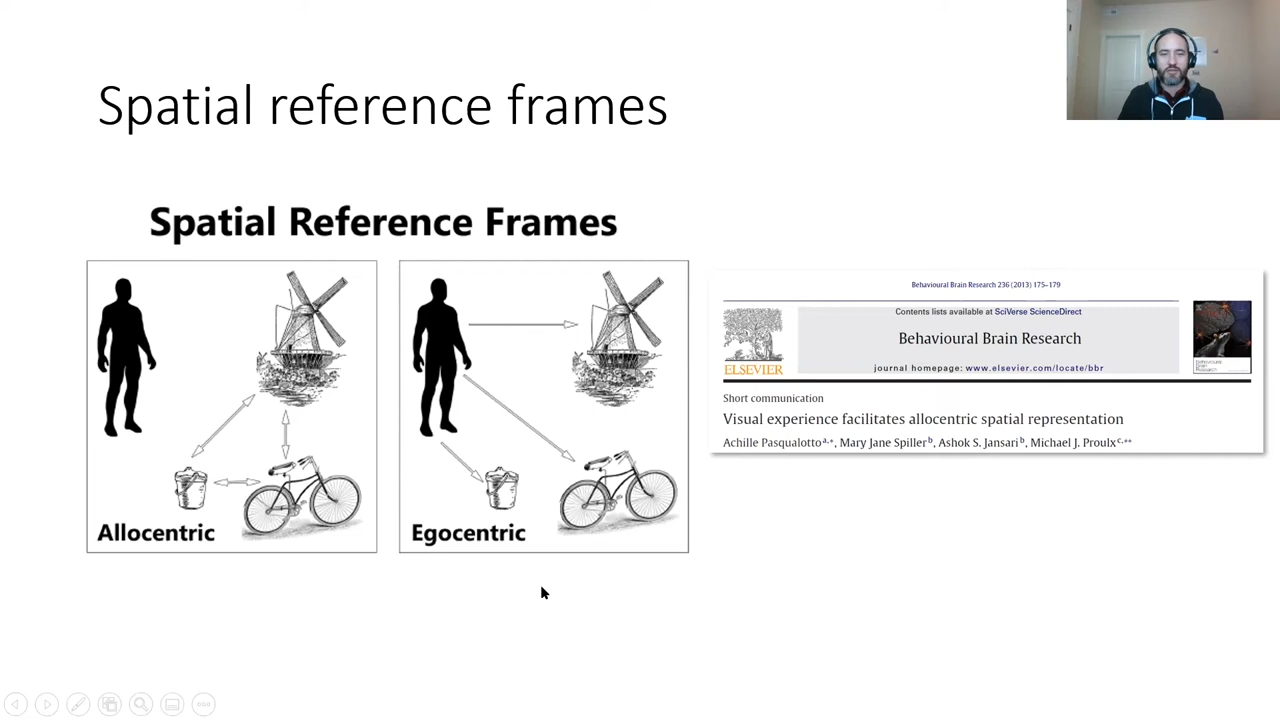 Spatial reference frames
Spatial Reference Frames
Allocentric
Egocentric
Behavioural Brain Research 236 (2013) 175–179
Contents lists available at SciVerse ScienceDirect
Behavioural Brain Research
journal homepage: www.elsevier.com/locate/bbr
ELSEVIER
Short communication
Visual experience facilitates allocentric spatial representation
Achille Pasqualotto a,*, Mary Jane Spiller b, Ashok S. Jansari b, Michael J. Proulx c,**